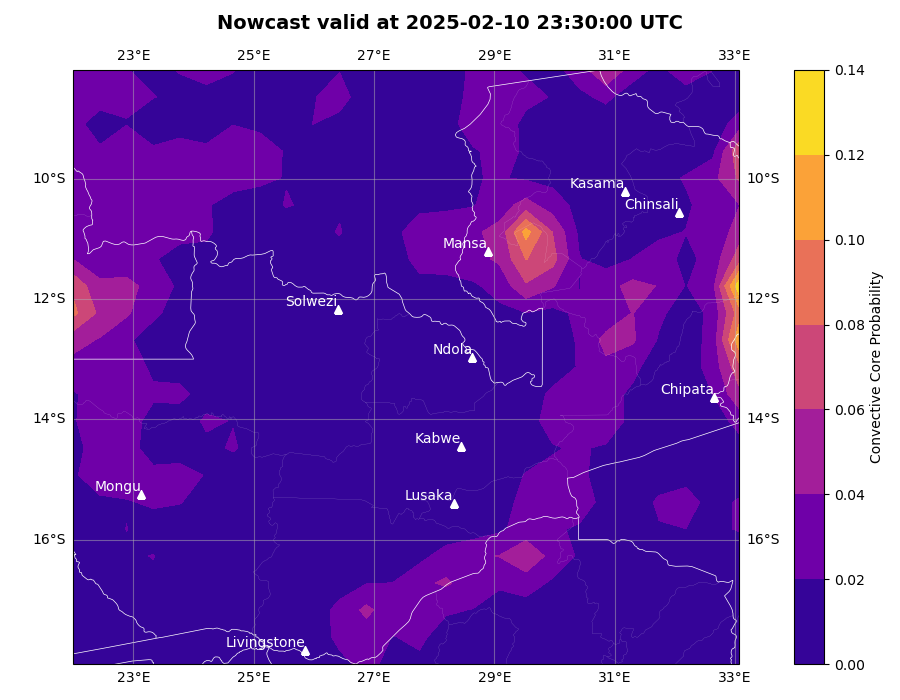 Nowcast valid at 2025-02-10 23:30:00 UTC
23°E 25°E 27°E 29°E 31°E 33°E
0.14
0.12
0.10
0.08
0.06
0.04
0.02
0.00
Convective Core Probability
10°S 10°S
12°S 12°S
14°S 14°S
16°S 16°S
Kasama
Chinsali
Mansa
Solwezi
Ndola
Chipata
Kabwe
Mongu
Lusaka
Livingstone
23°E 25°E 27°E 29°E 31°E 33°E